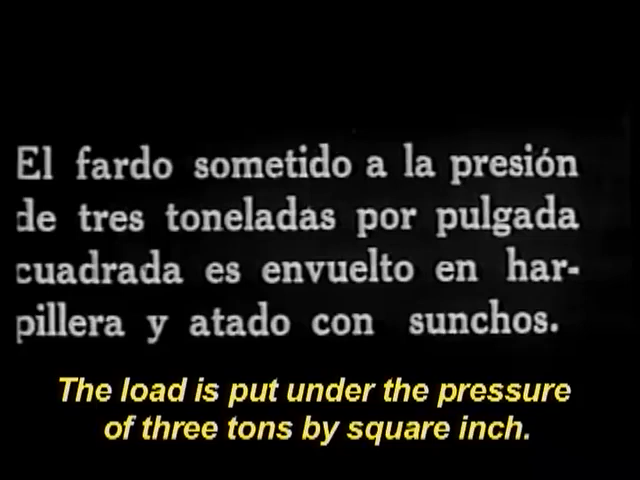 El fardo sometido a la presión
de tres toneladas por pulgada
cuadrada es envuelto en har-
pillera y atado con sunchos.
The load is put under the pressure
of three tons by square inch.